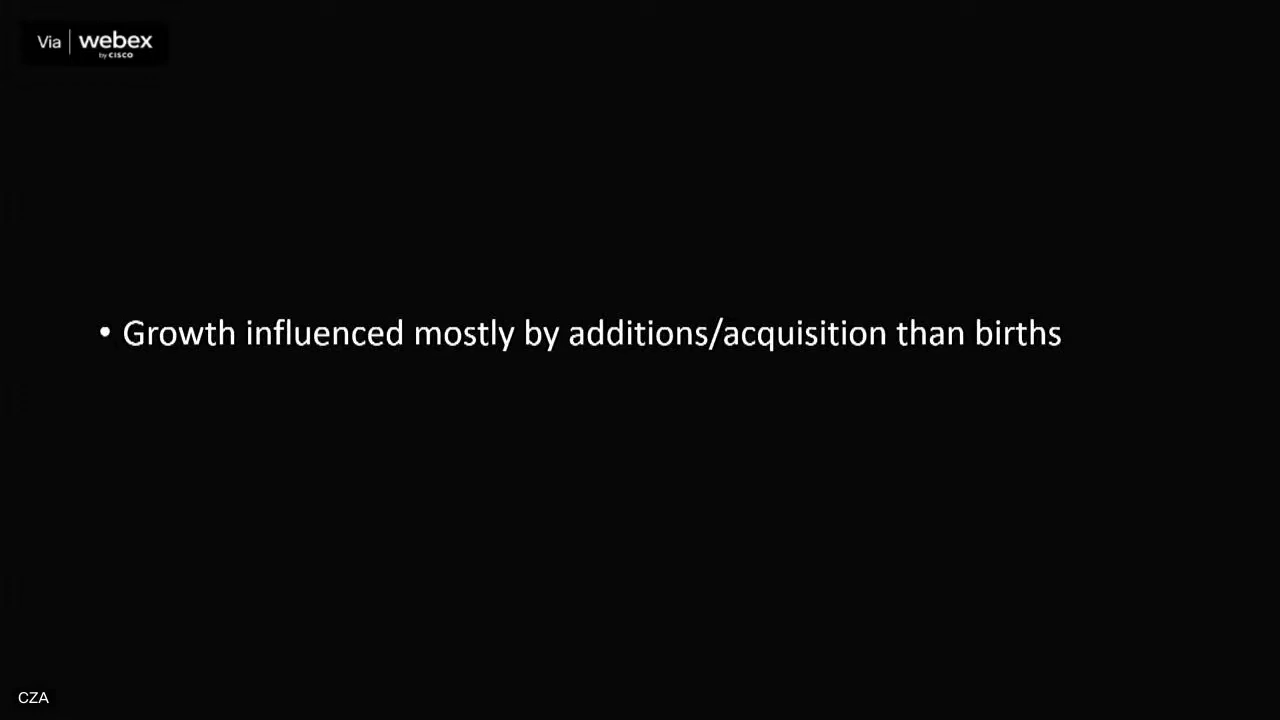 Via | webex
by CISCO
• Growth influenced mostly by additions/acquisition than births
CZA